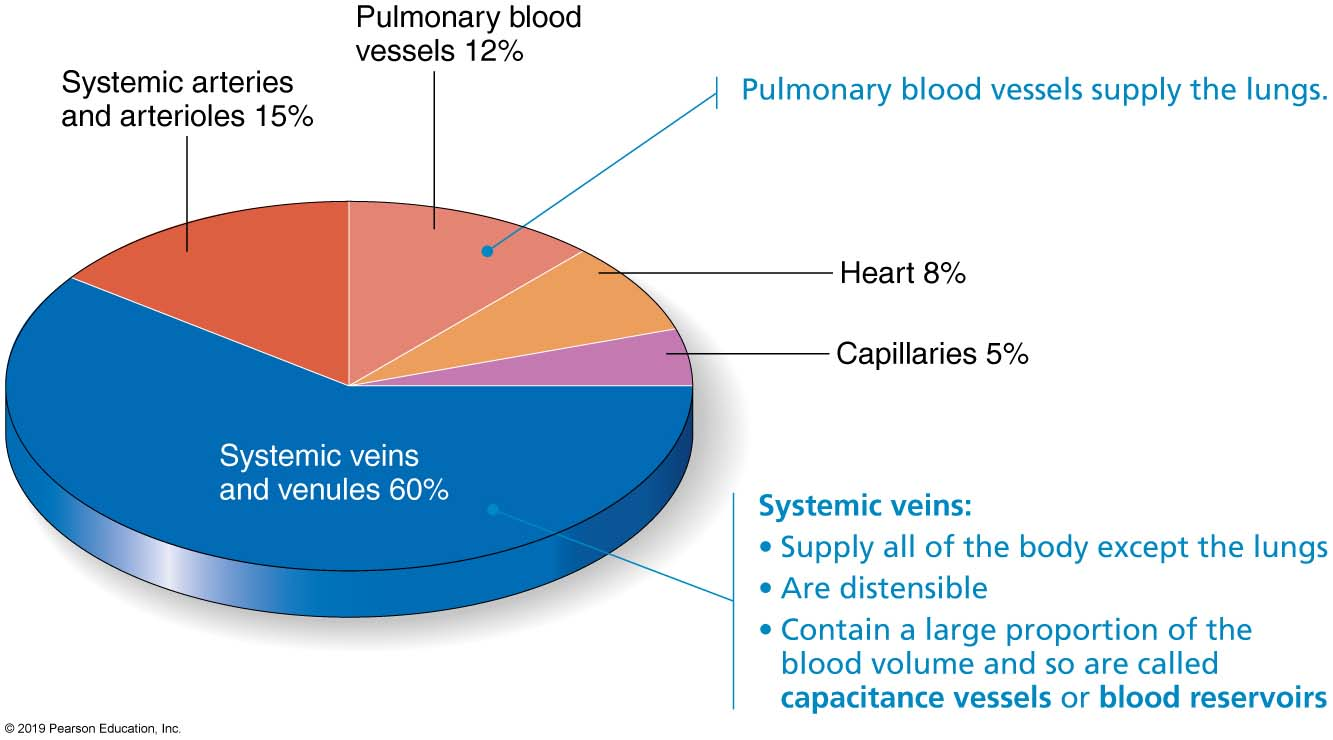 Pulmonary blood
vessels 12%
Systemic arteries
and arterioles 15%
Pulmonary blood vessels supply the lungs.
Heart 8%
Capillaries 5%
Systemic veins
and venules 60%
Systemic veins:
• Supply all of the body except the lungs
• Are distensible
• Contain a large proportion of the
blood volume and so are called
capacitance vessels or blood reservoirs
© 2019 Pearson Education, Inc.